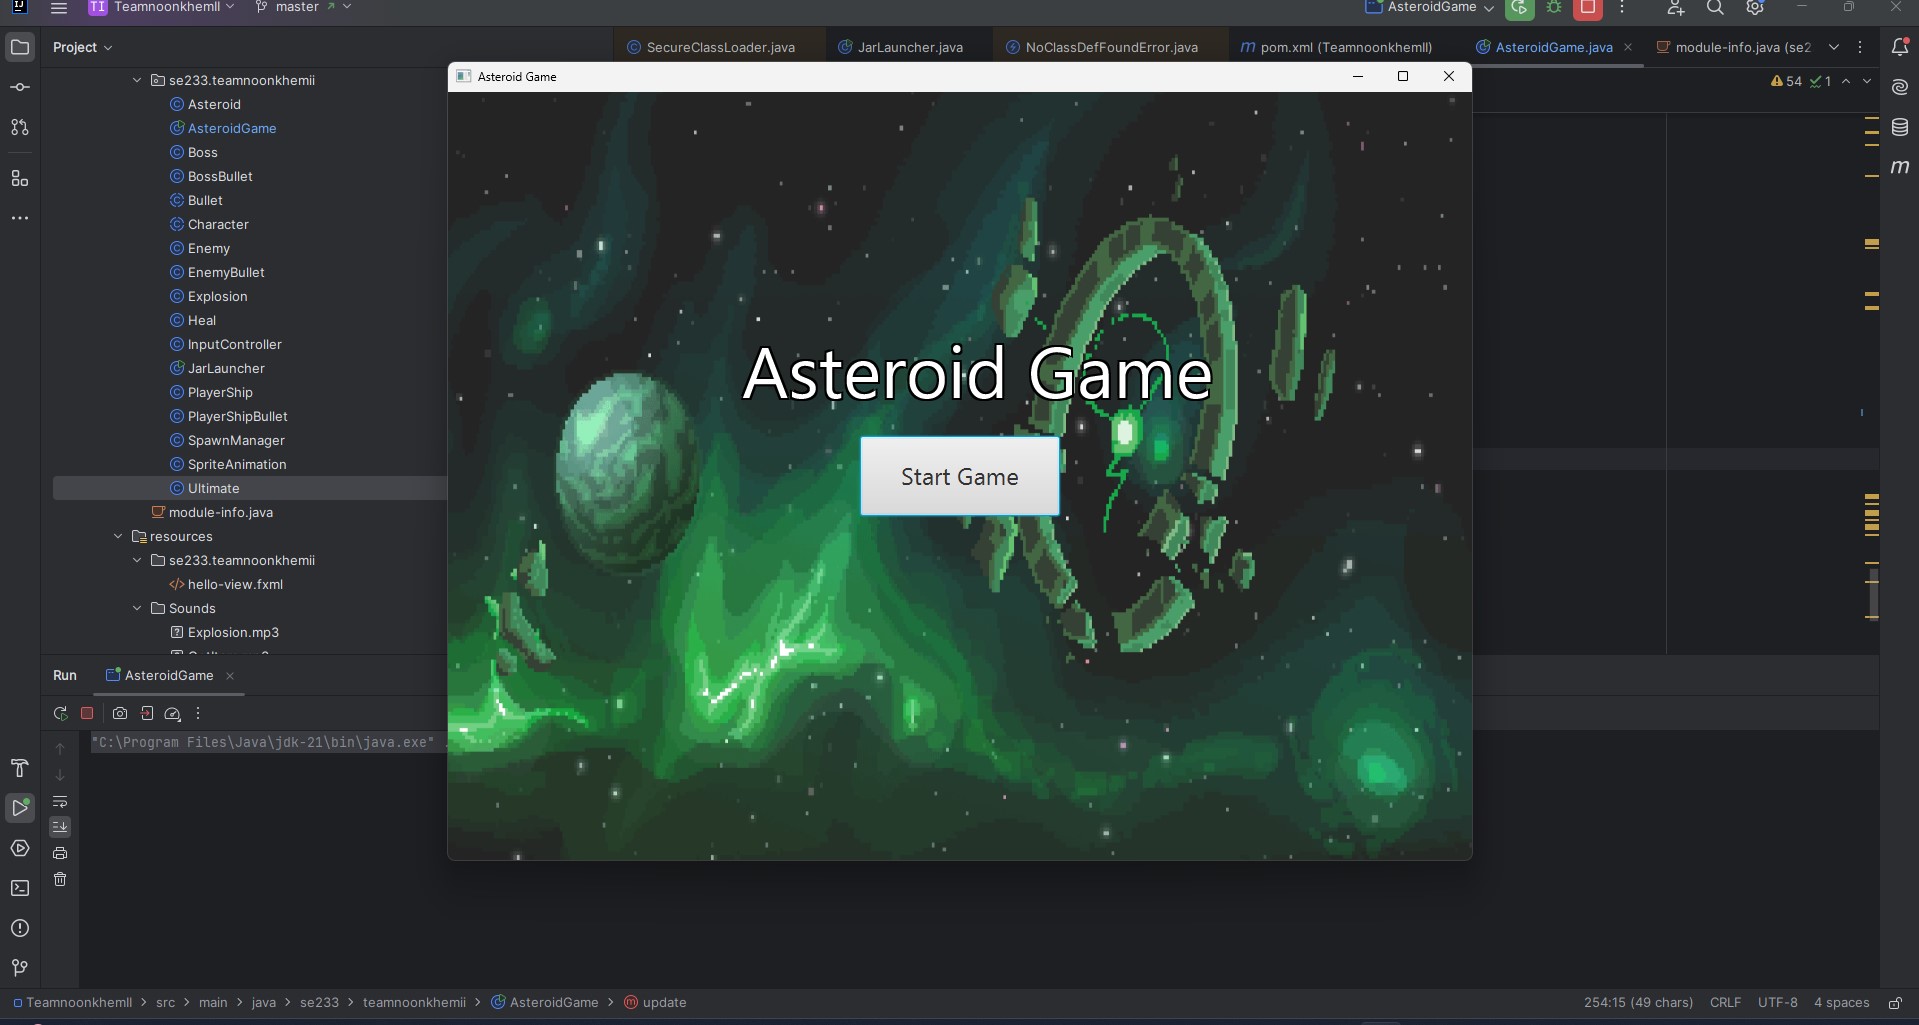 TI Teamnoonkhemll master AsteroidGame
Project
SecureClassLoader.java JarLauncher.java NoClassDefFoundError.java m pom.xml (Teamnoonkhemll) AsteroidGame.java module-info.java (se2
54 1
se233.teamnoonkhemii
Asteroid
AsteroidGame
Boss
BossBullet
Bullet
Character
Enemy
EnemyBullet
Explosion
Heal
InputController
JarLauncher
PlayerShip
PlayerShipBullet
SpawnManager
SpriteAnimation
Ultimate
module-info.java
resources
se233.teamnoonkhemii
hello-view.fxml
Sounds
Explosion.mp3
Asteroid Game
Asteroid Game
Start Game
Run AsteroidGame
"C:\Program Files\Java\jdk-21\bin\java.exe"
Teamnoonkhemll > src > main > java > se233 > teamnoonkhemii > AsteroidGame > update
254:15 (49 chars) CRLF UTF-8 4 spaces